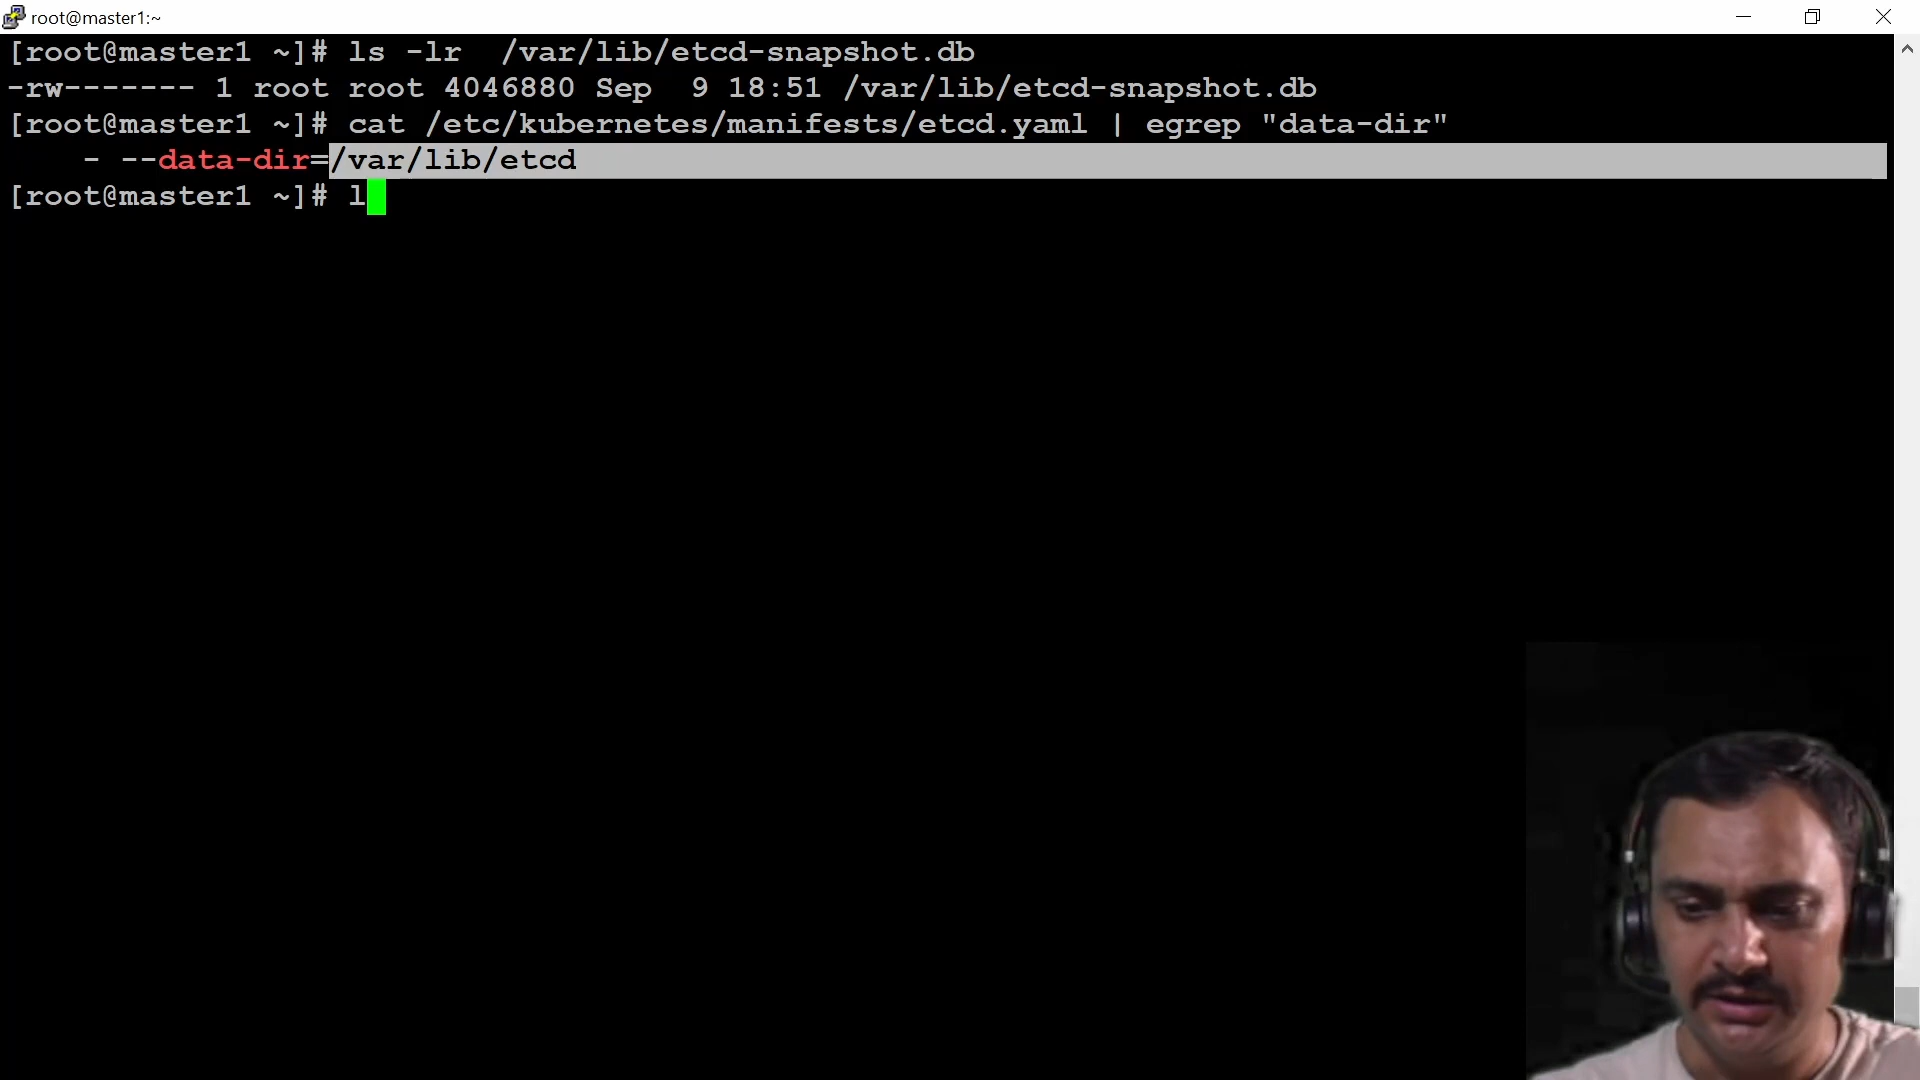 root@master1:~
[root@master1 ~]# ls -lr  /var/lib/etcd-snapshot.db
-rw------- 1 root root 4046880 Sep  9 18:51 /var/lib/etcd-snapshot.db
[root@master1 ~]# cat /etc/kubernetes/manifests/etcd.yaml | egrep "data-dir"
    - --data-dir=/var/lib/etcd
[root@master1 ~]# l